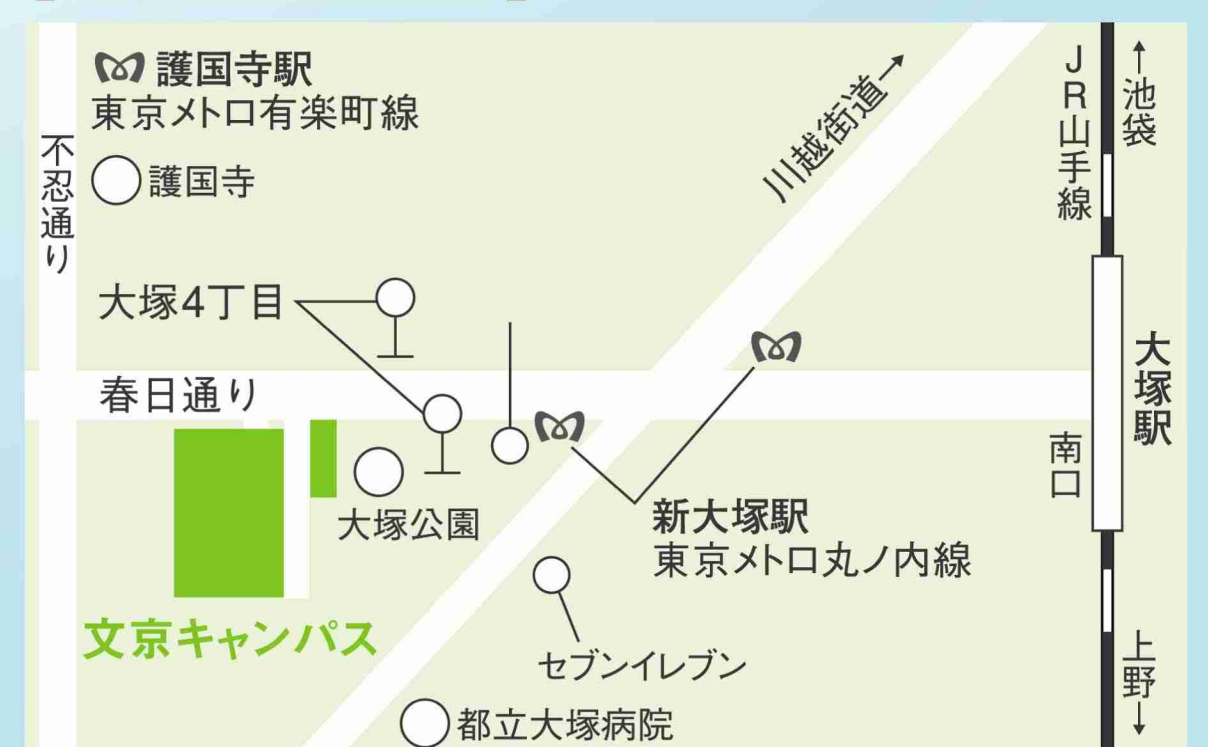 護国寺駅
東京メトロ有楽町線
不忍通り
護国寺
川越街道→
JR山手線
↑池袋
大塚4丁目
春日通り
大塚駅
南口
大塚公園
新大塚駅
東京メトロ丸ノ内線
文京キャンパス
セブンイレブン
上野↓
都立大塚病院